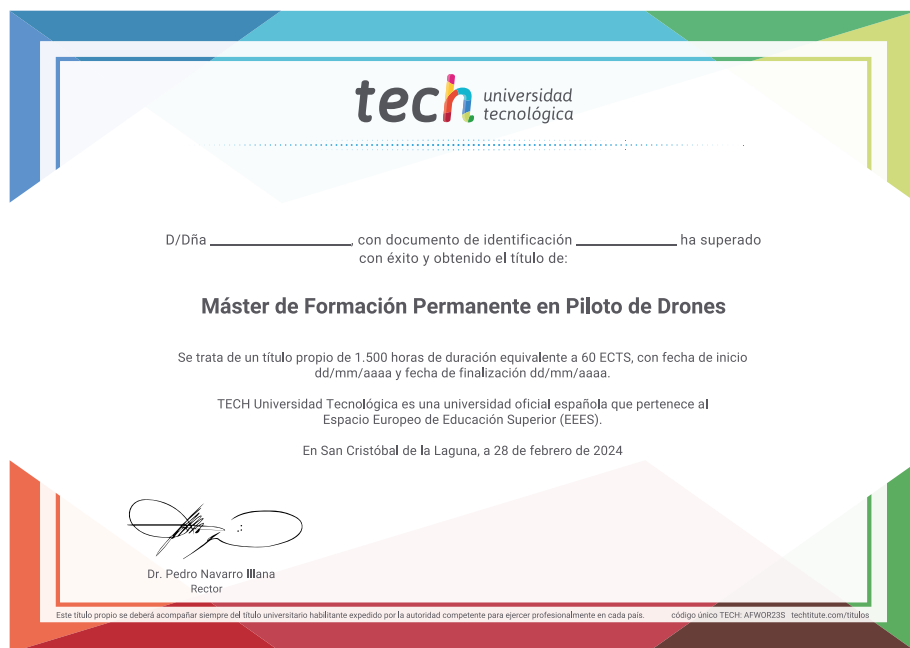 tech universidad
tecnológica
D/Dña ________________, con documento de identificación ____________ ha superado
con éxito y obtenido el título de:
Máster de Formación Permanente en Piloto de Drones
Se trata de un título propio de 1.500 horas de duración equivalente a 60 ECTS, con fecha de inicio
dd/mm/aaaa y fecha de finalización dd/mm/aaaa.
TECH Universidad Tecnológica es una universidad oficial española que pertenece al
Espacio Europeo de Educación Superior (EEES).
En San Cristóbal de la Laguna, a 28 de febrero de 2024
Dr. Pedro Navarro Illana
Rector
Este título propio se deberá acompañar siempre del título universitario habilitante expedido por la autoridad competente para ejercer profesionalmente en cada país. código único TECH: AFWOR23S techtitute.com/titulos